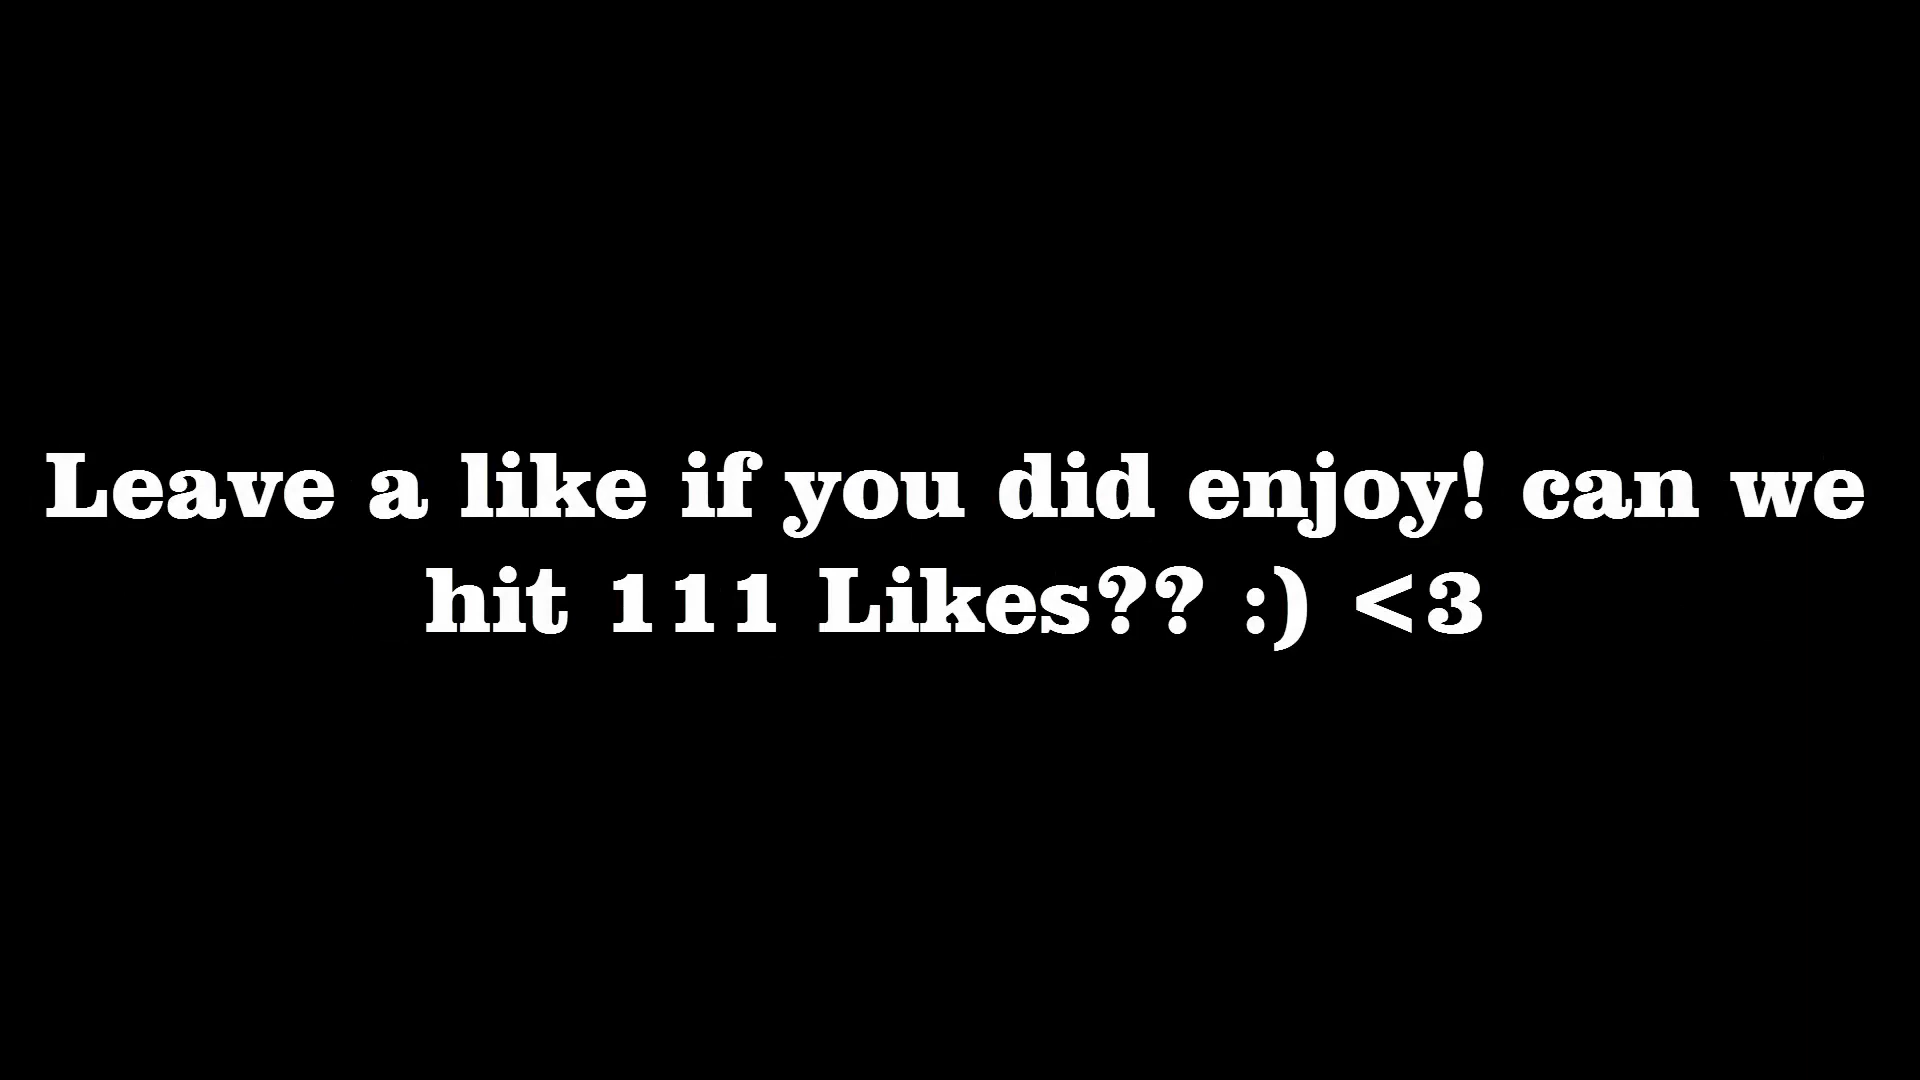 Leave a like if you did enjoy! can we
hit 111 Likes?? :) <3